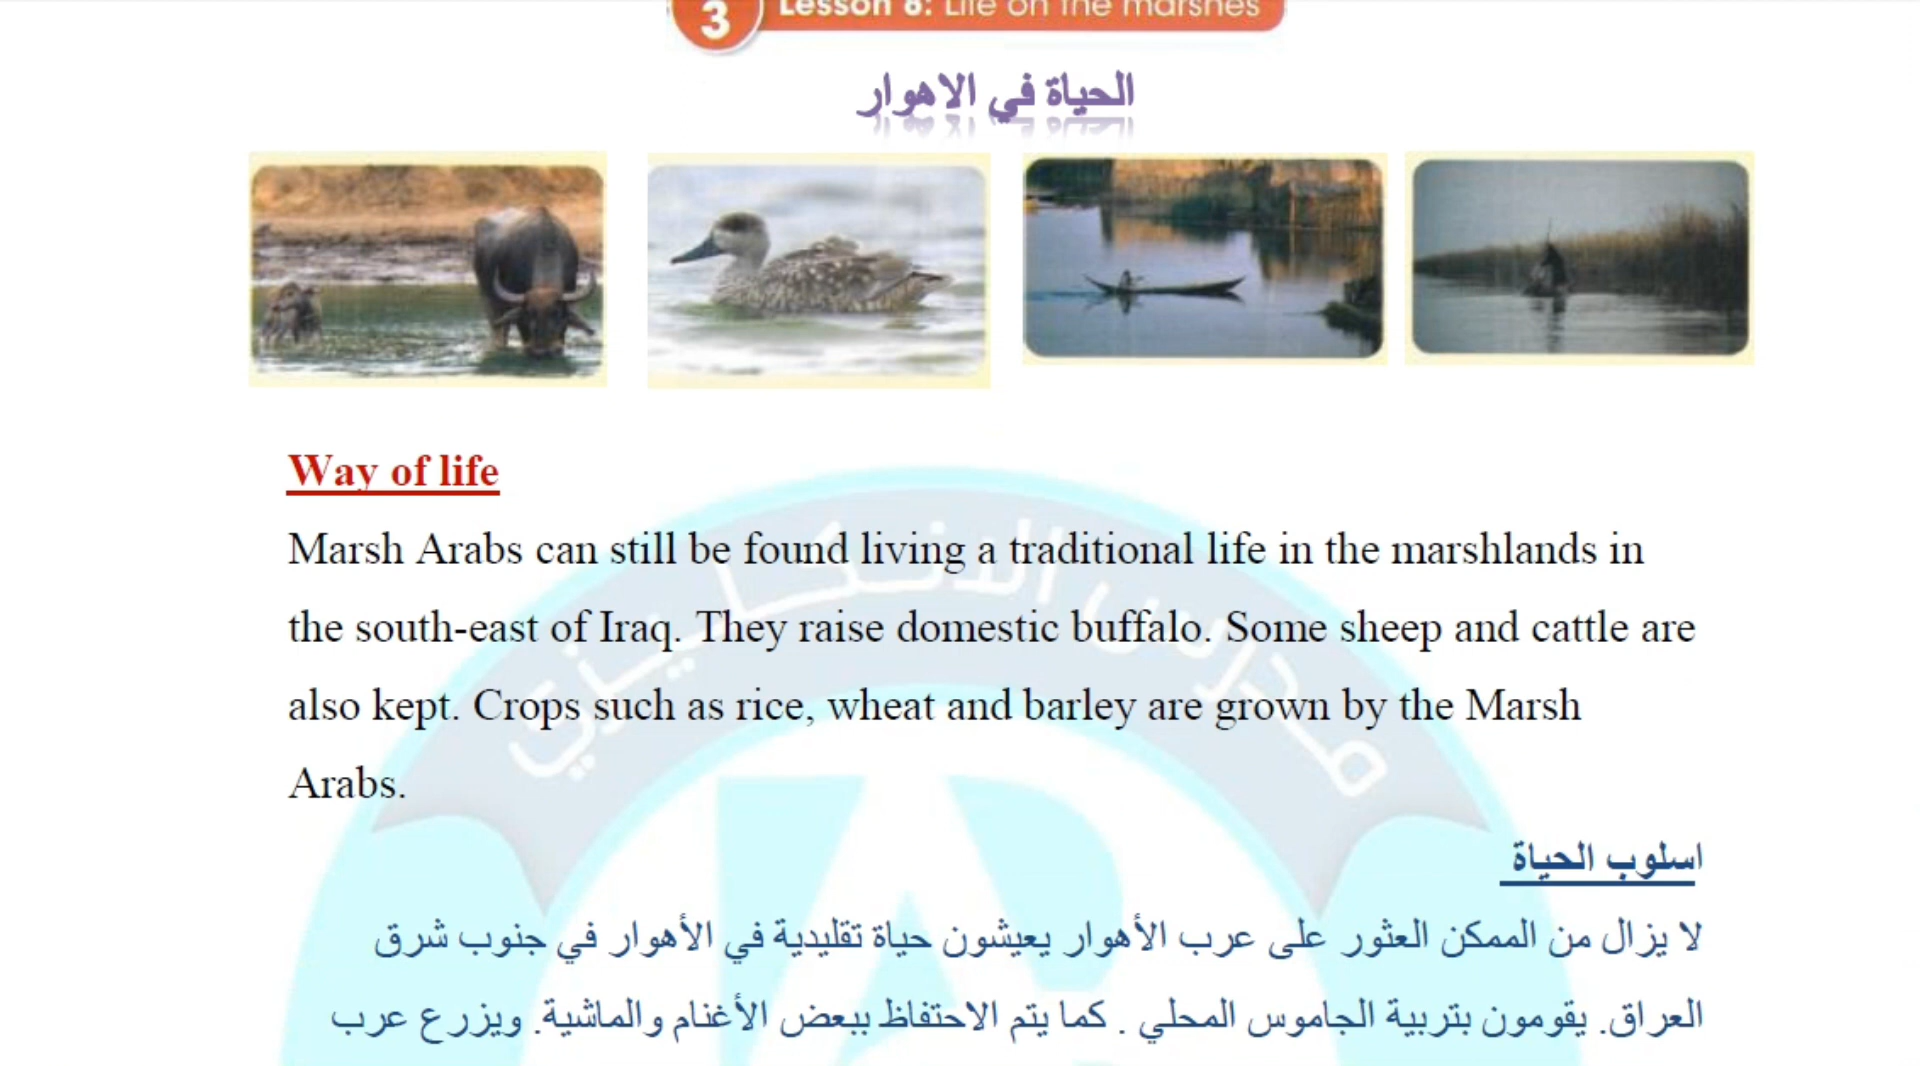 3
Lesson 8: Life on the marshes
الحياة في الاهوار
Way of life
Marsh Arabs can still be found living a traditional life in the marshlands in
the south-east of Iraq. They raise domestic buffalo. Some sheep and cattle are
also kept. Crops such as rice, wheat and barley are grown by the Marsh
Arabs.
مدرس الانكليزي
اسلوب الحياة
لا يزال من الممكن العثور على عرب الأهوار يعيشون حياة تقليدية في الأهوار في جنوب شرق
العراق. يقومون بتربية الجاموس المحلي . كما يتم الاحتفاظ ببعض الأغنام والماشية. ويزرع عرب